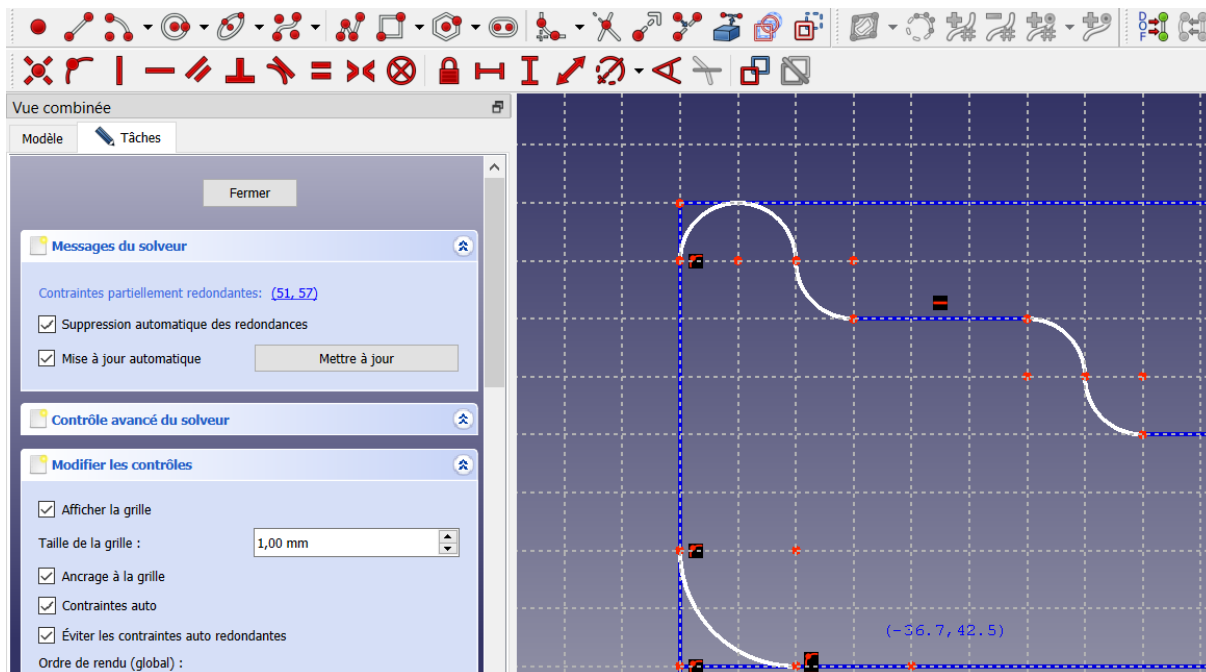 D
O
F
Vue combinée
Modèle
Tâches
Fermer
Messages du solveur
Contraintes partiellement redondantes: (51, 57)
Suppression automatique des redondances
Mise à jour automatique
Mettre à jour
Contrôle avancé du solveur
Modifier les contrôles
Afficher la grille
Taille de la grille :
1,00 mm
Ancrage à la grille
Contraintes auto
Éviter les contraintes auto redondantes
Ordre de rendu (global) :
(-36.7,42.5)